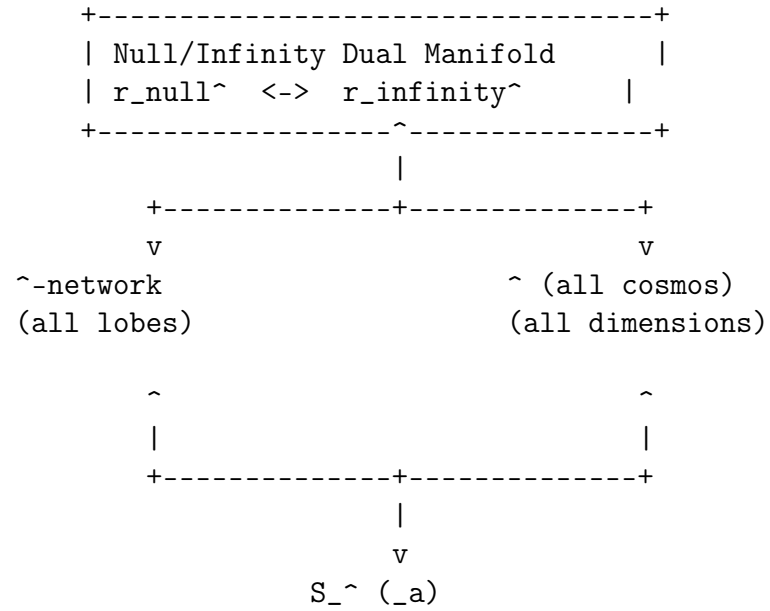 +----------------------------------+
| Null/Infinity Dual Manifold      |
| r_null^  <->  r_infinity^      |
+------------------^---------------+
|
+--------------+--------------+
v                             v
^-network                     ^ (all cosmos)
(all lobes)                   (all dimensions)
^                             ^
|                             |
+--------------+--------------+
|
v
S_^ (_a)